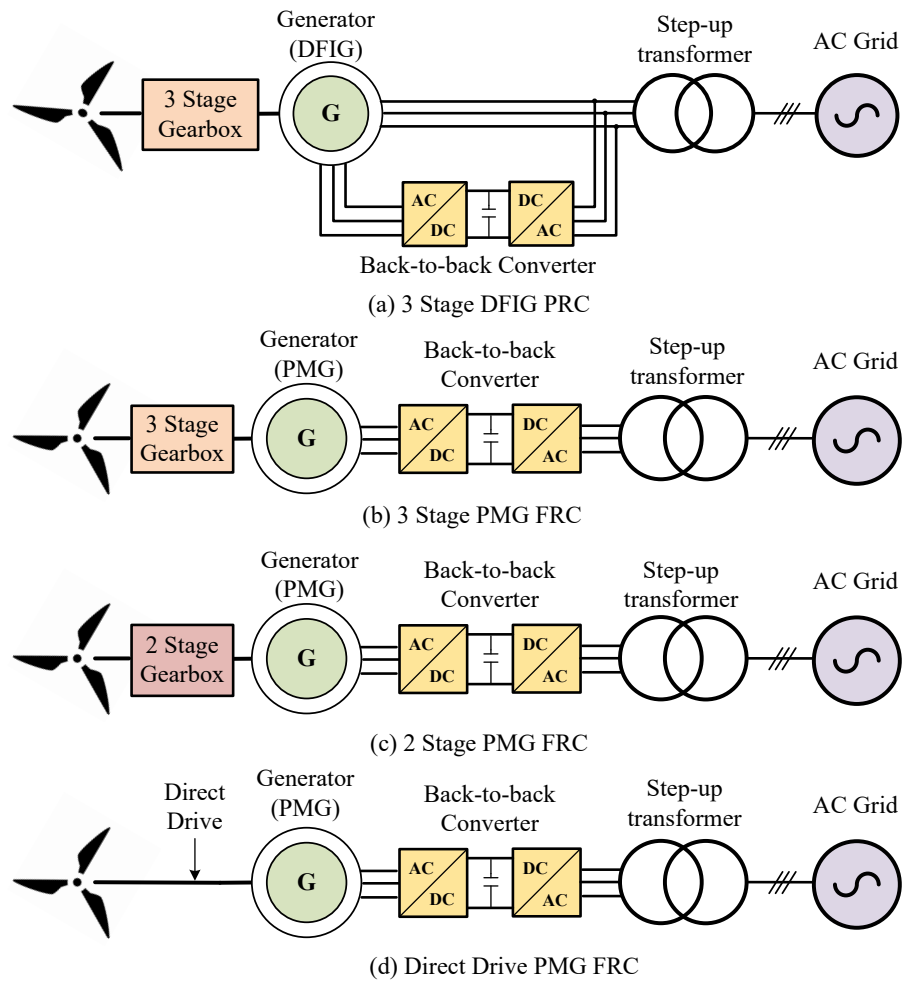 Generator
(DFIG)
Step-up
transformer
AC Grid
3 Stage
Gearbox
G
AC
DC
DC
AC
Back-to-back Converter
(a) 3 Stage DFIG PRC
Generator
(PMG)
Back-to-back
Converter
Step-up
transformer
AC Grid
3 Stage
Gearbox
G
AC
DC
DC
AC
(b) 3 Stage PMG FRC
Generator
(PMG)
Back-to-back
Converter
Step-up
transformer
AC Grid
2 Stage
Gearbox
G
AC
DC
DC
AC
(c) 2 Stage PMG FRC
Direct
Drive
Generator
(PMG)
Back-to-back
Converter
Step-up
transformer
AC Grid
G
AC
DC
DC
AC
(d) Direct Drive PMG FRC